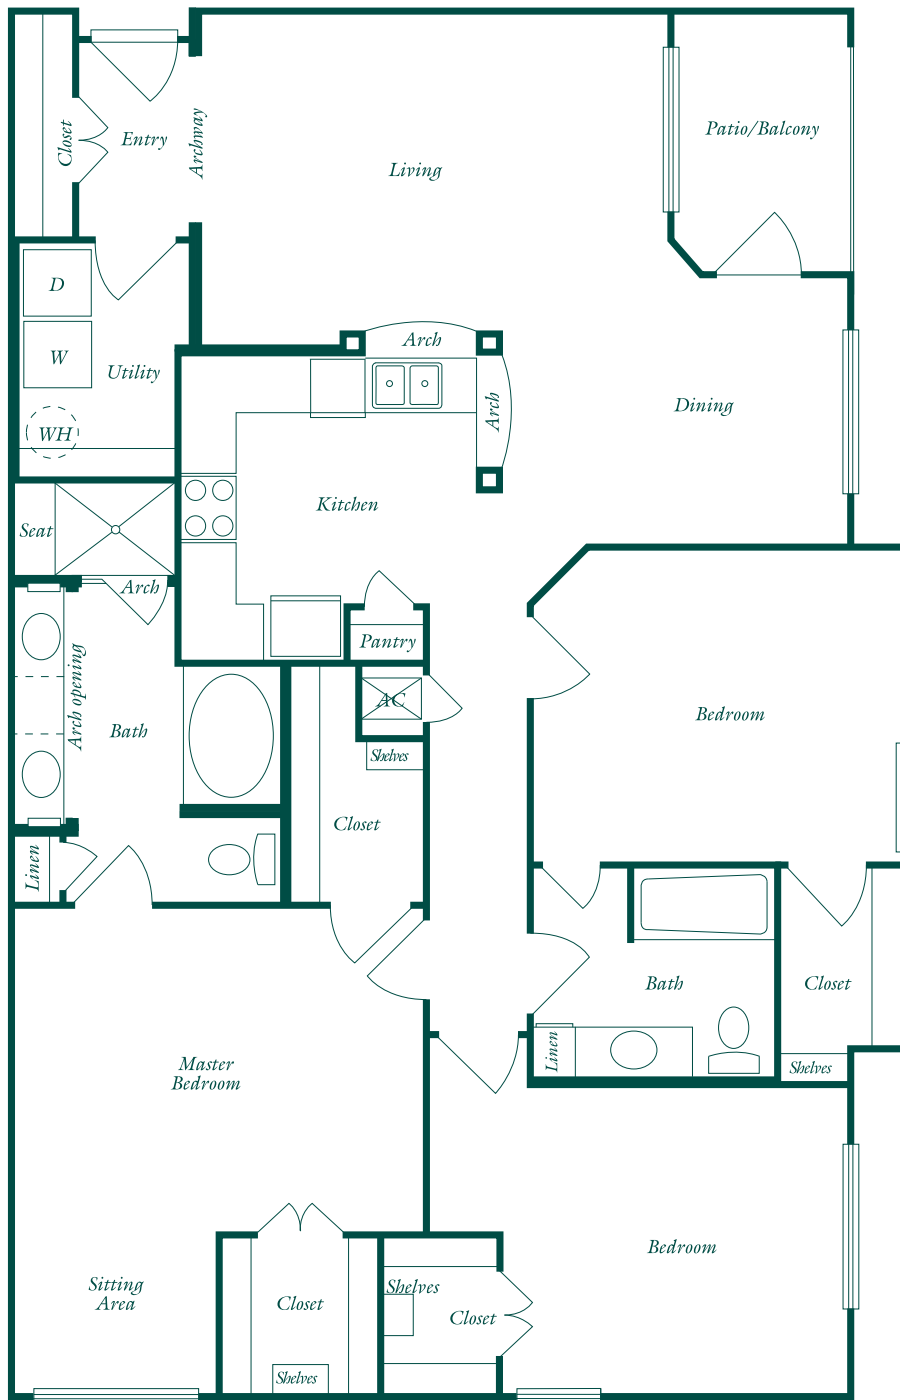 Closet
Entry
Archway
Living
Patio/Balcony
D
W
Utility
WH
Arch
Arch
Dining
Kitchen
Seat
Arch
Pantry
Arch opening
Bath
AC
Shelves
Closet
Bedroom
Linen
Bath
Closet
Linen
Shelves
Master
Bedroom
Bedroom
Sitting
Area
Closet
Shelves
Shelves
Closet